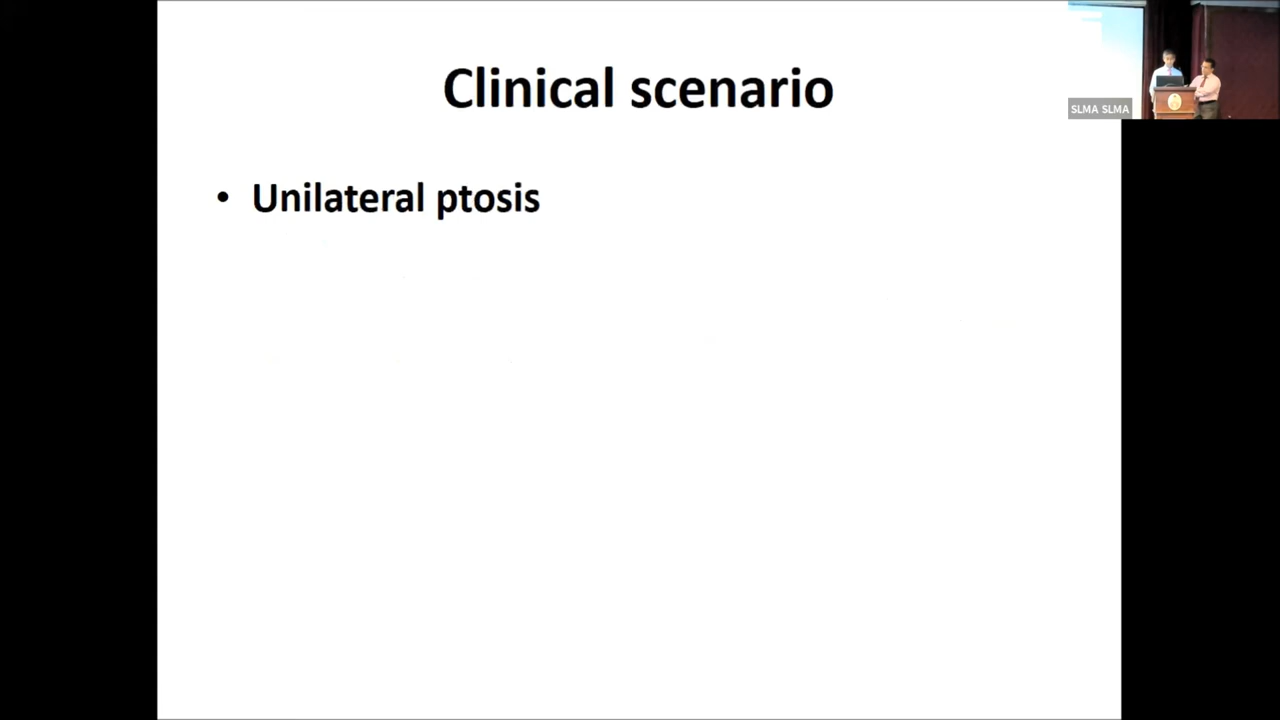 Clinical scenario
SLMA SLMA
• Unilateral ptosis